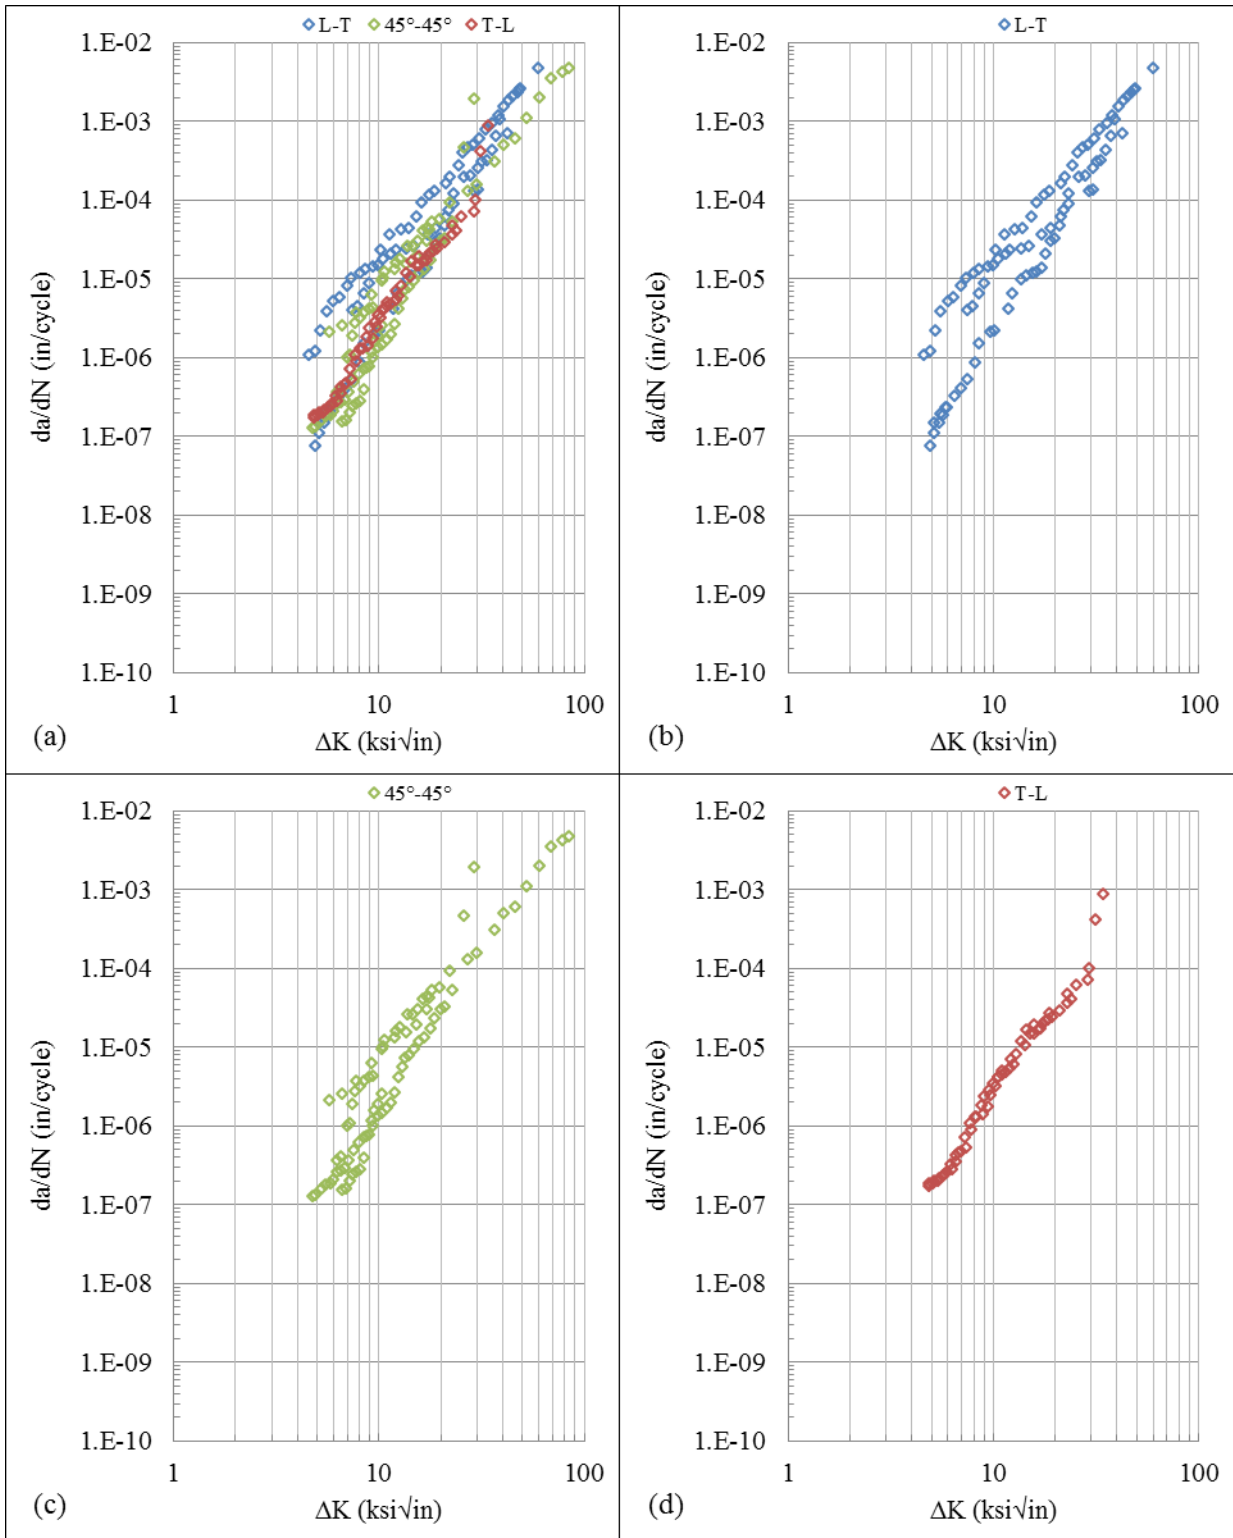 L-T 45°-45° T-L
1.E-02
1.E-03
1.E-04
1.E-05
1.E-06
1.E-07
1.E-08
1.E-09
1.E-10
da/dN (in/cycle)
1 10 100
ΔK (ksi√in)
(a)
L-T
1.E-02
1.E-03
1.E-04
1.E-05
1.E-06
1.E-07
1.E-08
1.E-09
1.E-10
da/dN (in/cycle)
1 10 100
ΔK (ksi√in)
(b)
45°-45°
1.E-02
1.E-03
1.E-04
1.E-05
1.E-06
1.E-07
1.E-08
1.E-09
1.E-10
da/dN (in/cycle)
1 10 100
ΔK (ksi√in)
(c)
T-L
1.E-02
1.E-03
1.E-04
1.E-05
1.E-06
1.E-07
1.E-08
1.E-09
1.E-10
da/dN (in/cycle)
1 10 100
ΔK (ksi√in)
(d)